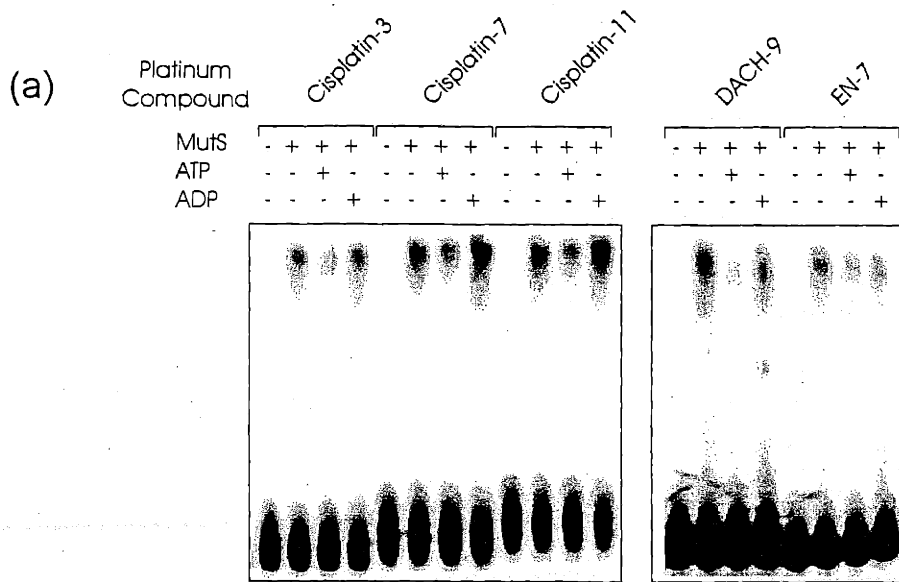 (a)
Platinum Compound
Cisplatin-3 Cisplatin-7 Cisplatin-11 DACH-9 EN-7
MutS - + + + - + + + - + + + - + + + - + + +
ATP - - + - - - + - - - + - - - + - - - + -
ADP - - - + - - - + - - - + - - - + - - - +